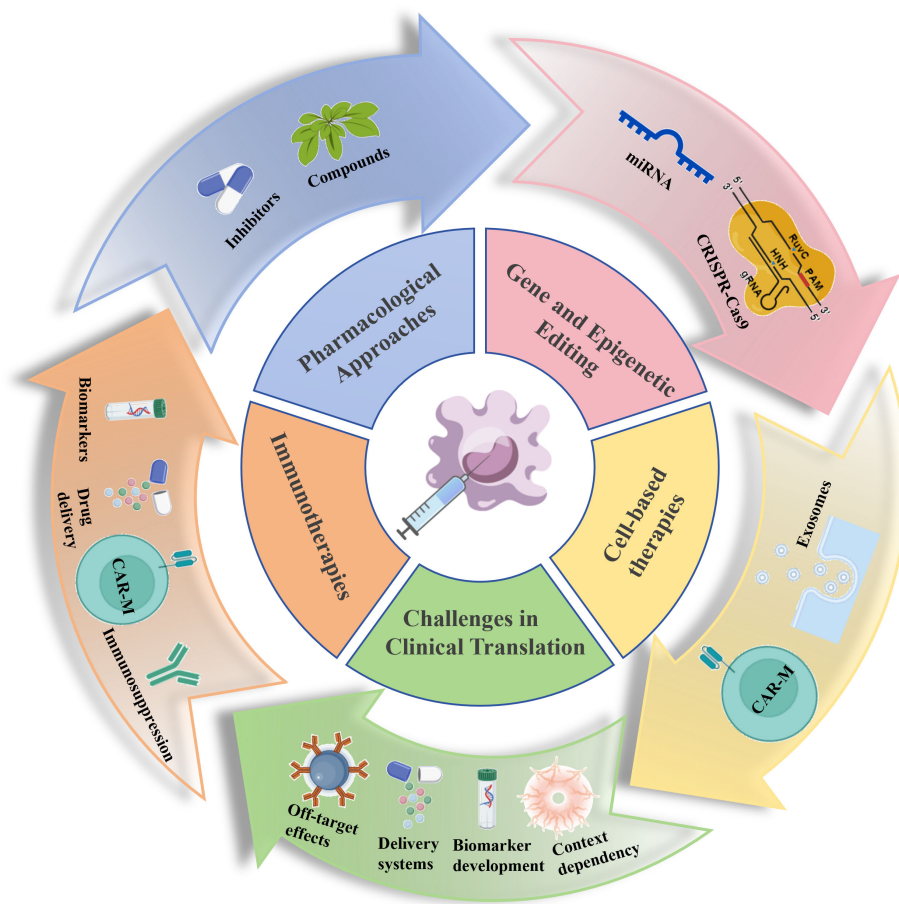 Inhibitors
Compounds
miRNA
5'
3'
RuvC
PAM
HNH
gRNA
3'
5'
CRISPR-Cas9
Pharmacological
Approaches
Gene and Epigenetic
Editing
Biomarkers
Drug
delivery
CAR-M
Immunosuppression
Immunotherapies
Cell-based
therapies
Exosomes
CAR-M
Challenges in
Clinical Translation
Off-target
effects
Delivery
systems
Biomarker
development
Context
dependency